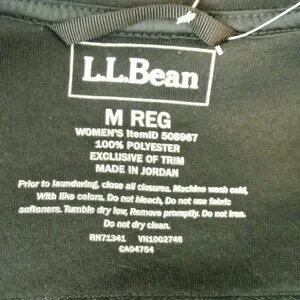 L.L.Bean
M REG
WOMEN'S ItemID 508967
100% POLYESTER
EXCLUSIVE OF TRIM
MADE IN JORDAN
Prior to laundering, close all closures. Machine wash cold,
With like colors. Do not bleach, Do not use fabric
softeners. Tumble dry low, Remove promptly. Do not iron.
Do not dry clean.
RN71341 VN1002746
CA04754